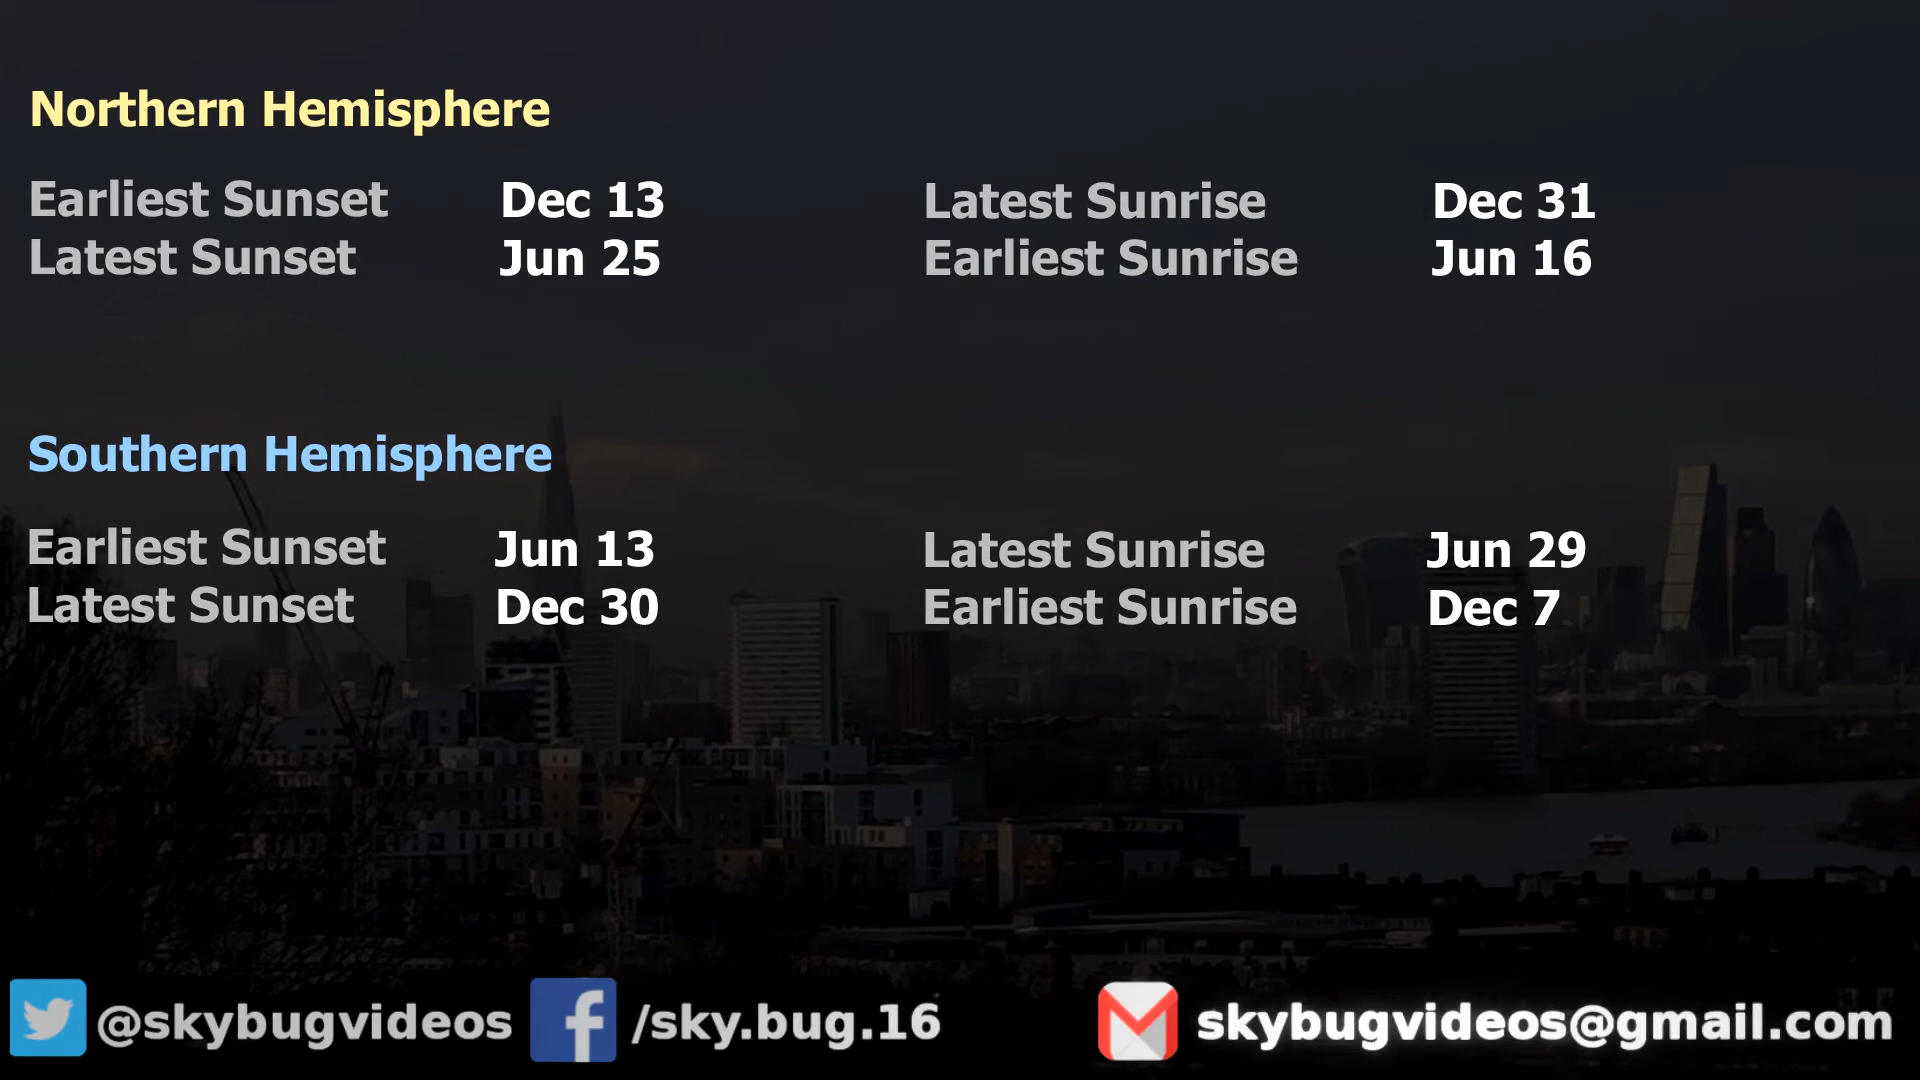 Northern Hemisphere
Earliest Sunset Dec 13 Latest Sunrise Dec 31
Latest Sunset Jun 25 Earliest Sunrise Jun 16
Southern Hemisphere
Earliest Sunset Jun 13 Latest Sunrise Jun 29
Latest Sunset Dec 30 Earliest Sunrise Dec 7
@skybugvideos /sky.bug.16 skybugvideos@gmail.com